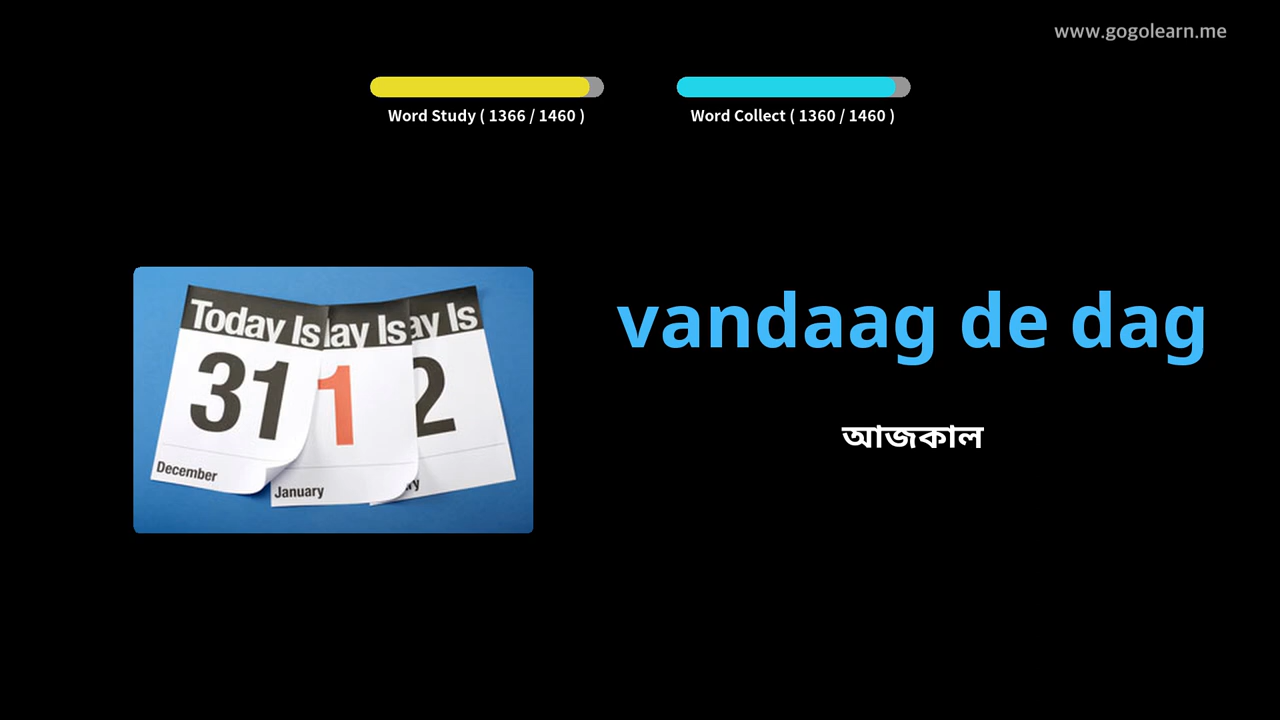 www.gogolearn.me
Word Study ( 1366 / 1460 )
Word Collect ( 1360 / 1460 )
vandaag de dag
আজকাল
Today Is
ay Is
ay Is
31
1
2
December
January
ry